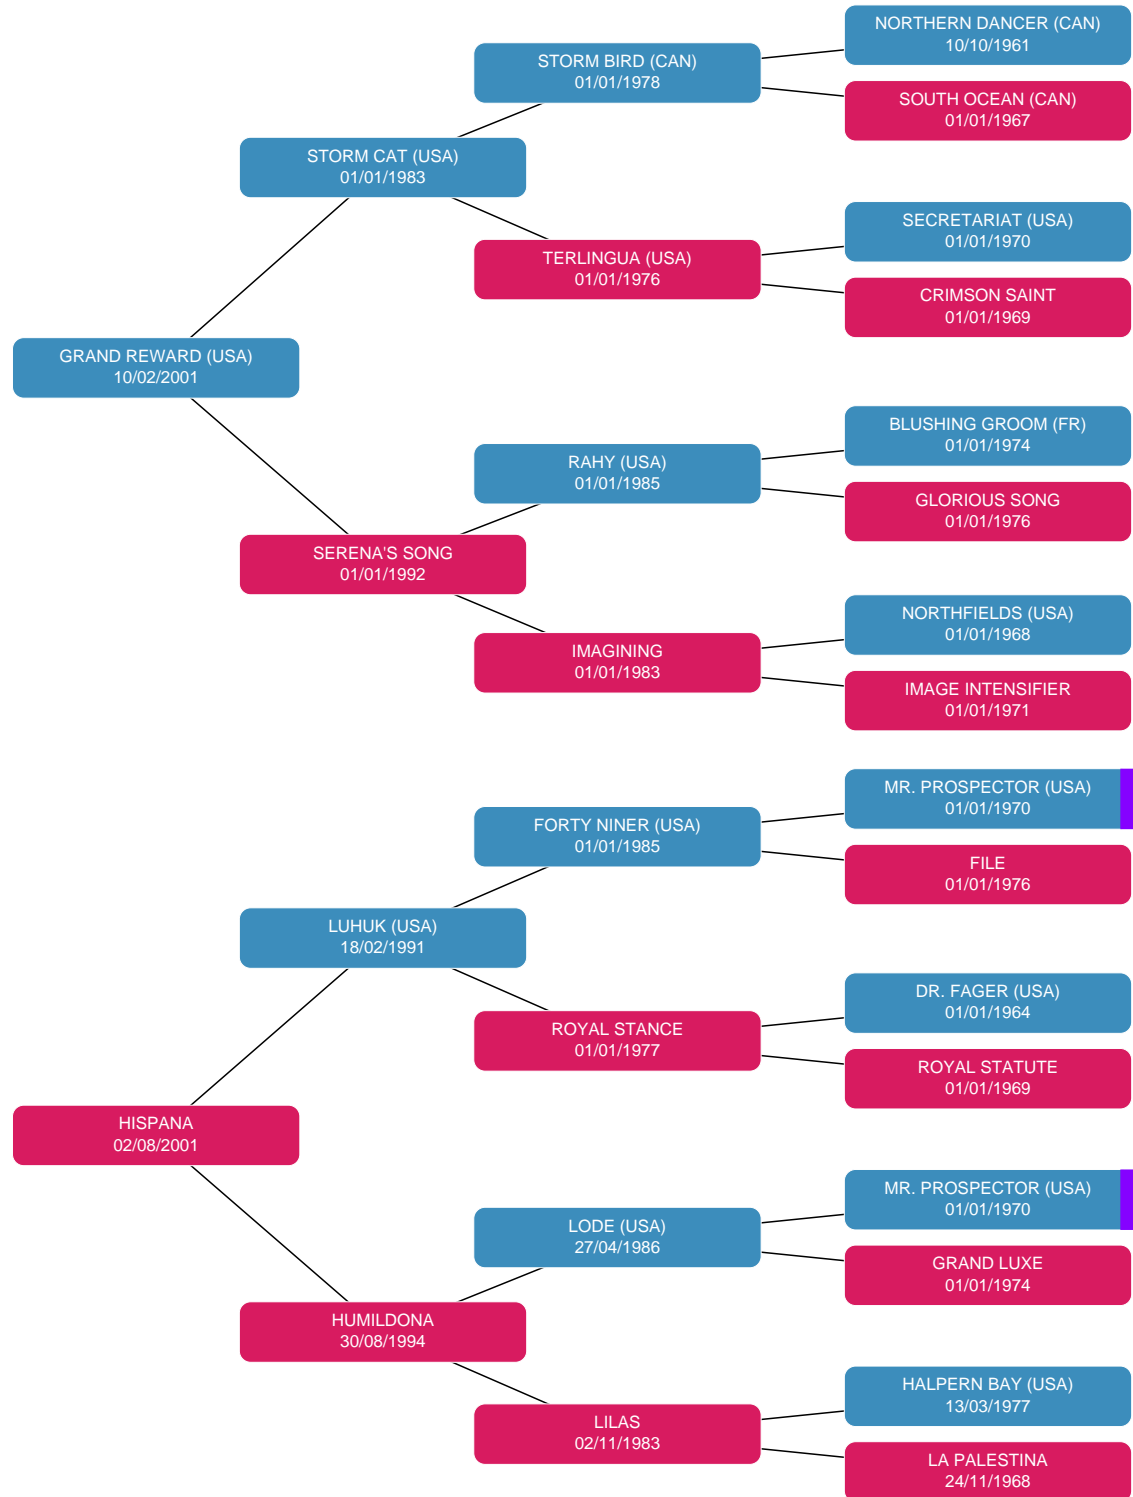 NORTHERN DANCER (CAN)
10/10/1961
STORM BIRD (CAN)
01/01/1978
SOUTH OCEAN (CAN)
01/01/1967
STORM CAT (USA)
01/01/1983
SECRETARIAT (USA)
01/01/1970
TERLINGUA (USA)
01/01/1976
CRIMSON SAINT
01/01/1969
GRAND REWARD (USA)
10/02/2001
BLUSHING GROOM (FR)
01/01/1974
RAHY (USA)
01/01/1985
GLORIOUS SONG
01/01/1976
SERENA'S SONG
01/01/1992
NORTHFIELDS (USA)
01/01/1968
IMAGINING
01/01/1983
IMAGE INTENSIFIER
01/01/1971
MR. PROSPECTOR (USA)
01/01/1970
FORTY NINER (USA)
01/01/1985
FILE
01/01/1976
LUHUK (USA)
18/02/1991
DR. FAGER (USA)
01/01/1964
ROYAL STANCE
01/01/1977
ROYAL STATUTE
01/01/1969
HISPANA
02/08/2001
MR. PROSPECTOR (USA)
01/01/1970
LODE (USA)
27/04/1986
GRAND LUXE
01/01/1974
HUMILDONA
30/08/1994
HALPERN BAY (USA)
13/03/1977
LILAS
02/11/1983
LA PALESTINA
24/11/1968